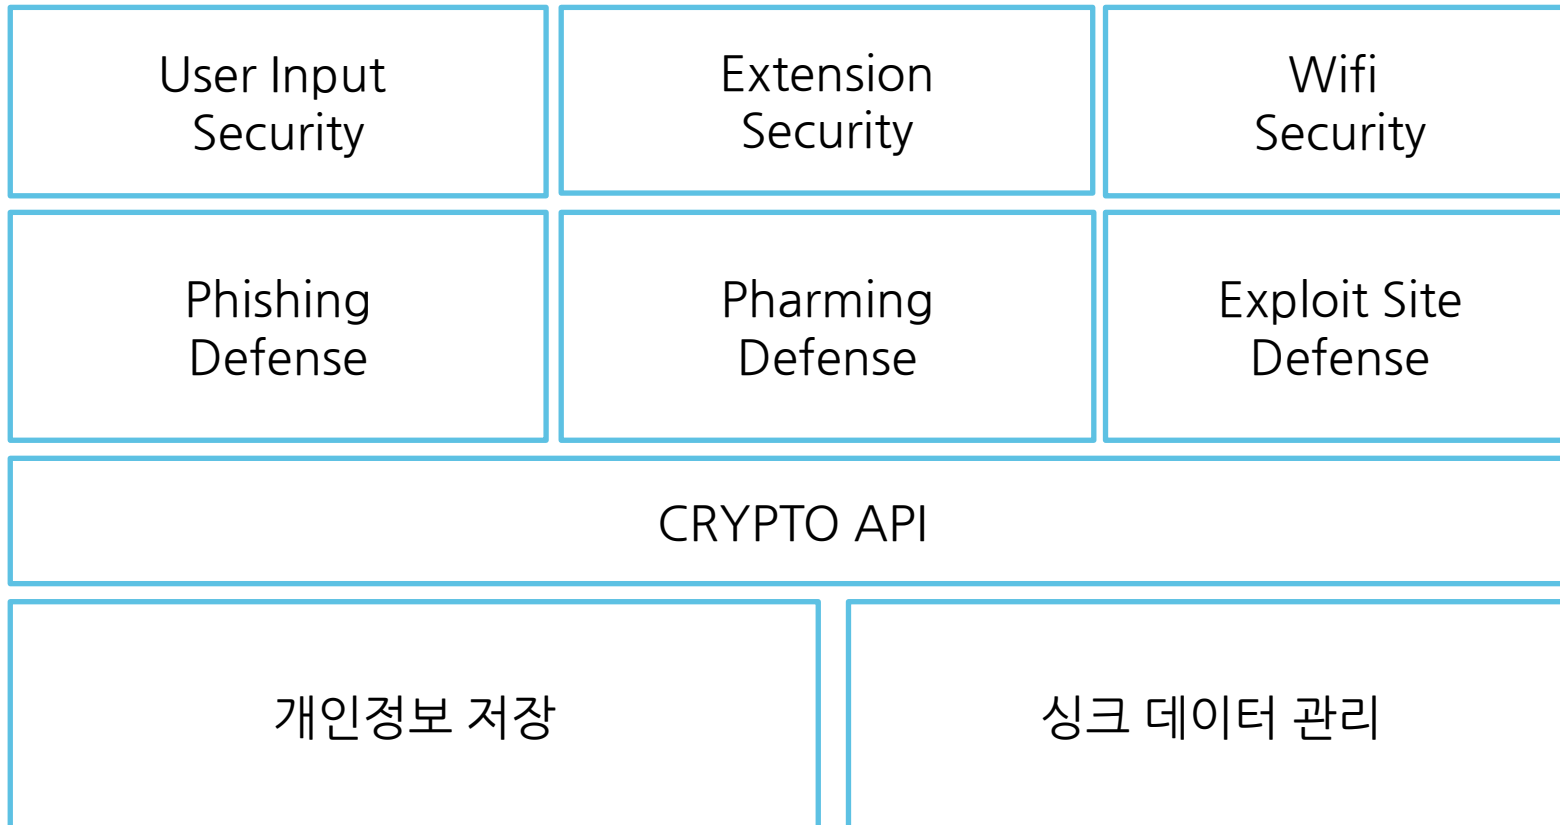 User Input
Security
Extension
Security
Wifi
Security
Phishing
Defense
Pharming
Defense
Exploit Site
Defense
CRYPTO API
개인정보 저장
싱크 데이터 관리